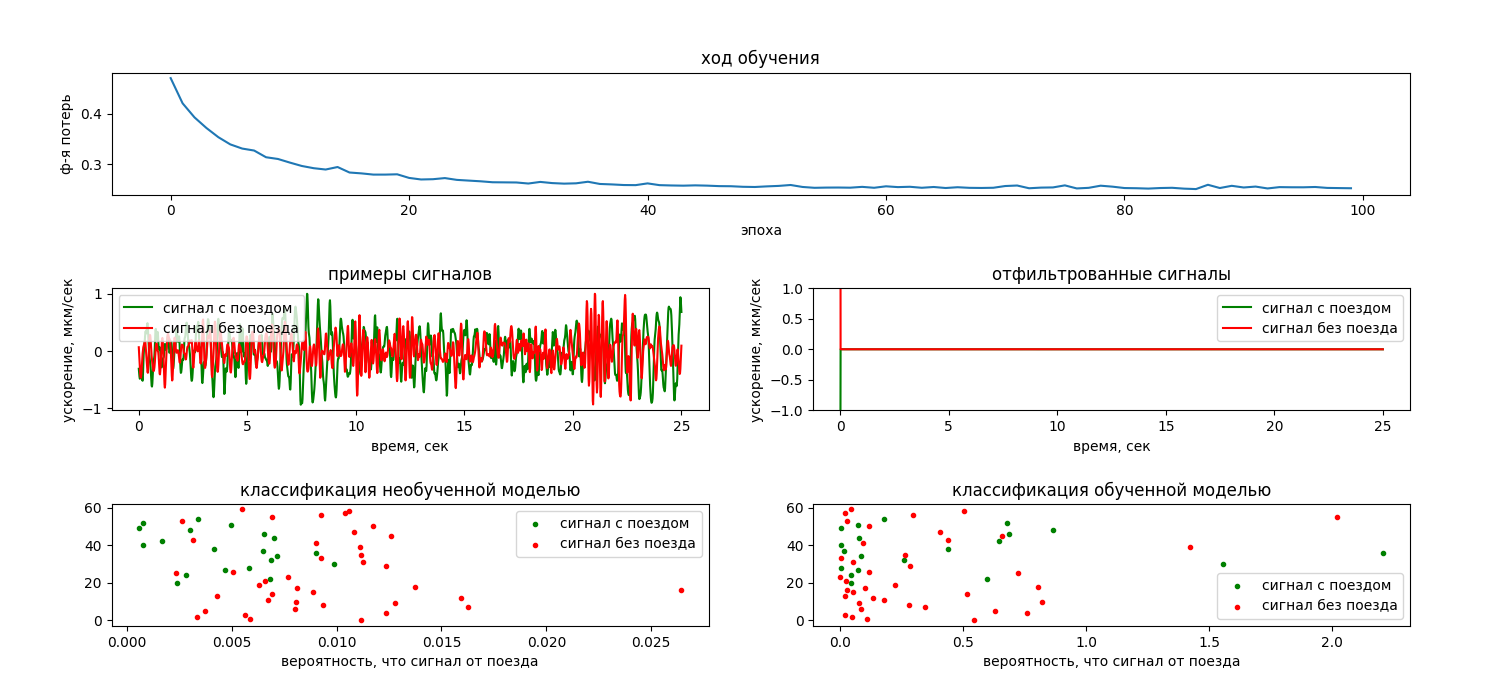 ход обучения
ф-я потерь
0.4
0.3
0 20 40 60 80 100
эпоха
примеры сигналов
ускорение, мкм/сек
1
0
−1
сигнал с поездом
сигнал без поезда
0 5 10 15 20 25
время, сек
отфильтрованные сигналы
ускорение, мкм/сек
1.0
0.5
0.0
−0.5
−1.0
сигнал с поездом
сигнал без поезда
0 5 10 15 20 25
время, сек
классификация необученной моделью
60
40
20
0
сигнал с поездом
сигнал без поезда
0.000 0.005 0.010 0.015 0.020 0.025
вероятность, что сигнал от поезда
классификация обученной моделью
60
40
20
0
сигнал с поездом
сигнал без поезда
0.0 0.5 1.0 1.5 2.0
вероятность, что сигнал от поезда